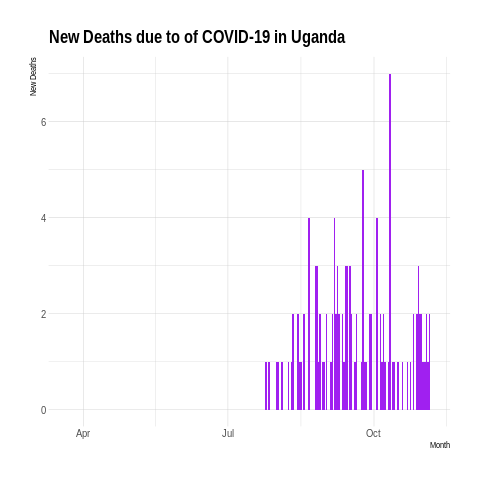 New Deaths due to of COVID-19 in Uganda
New Deaths
6
4
2
0
Apr
Jul
Oct
Month